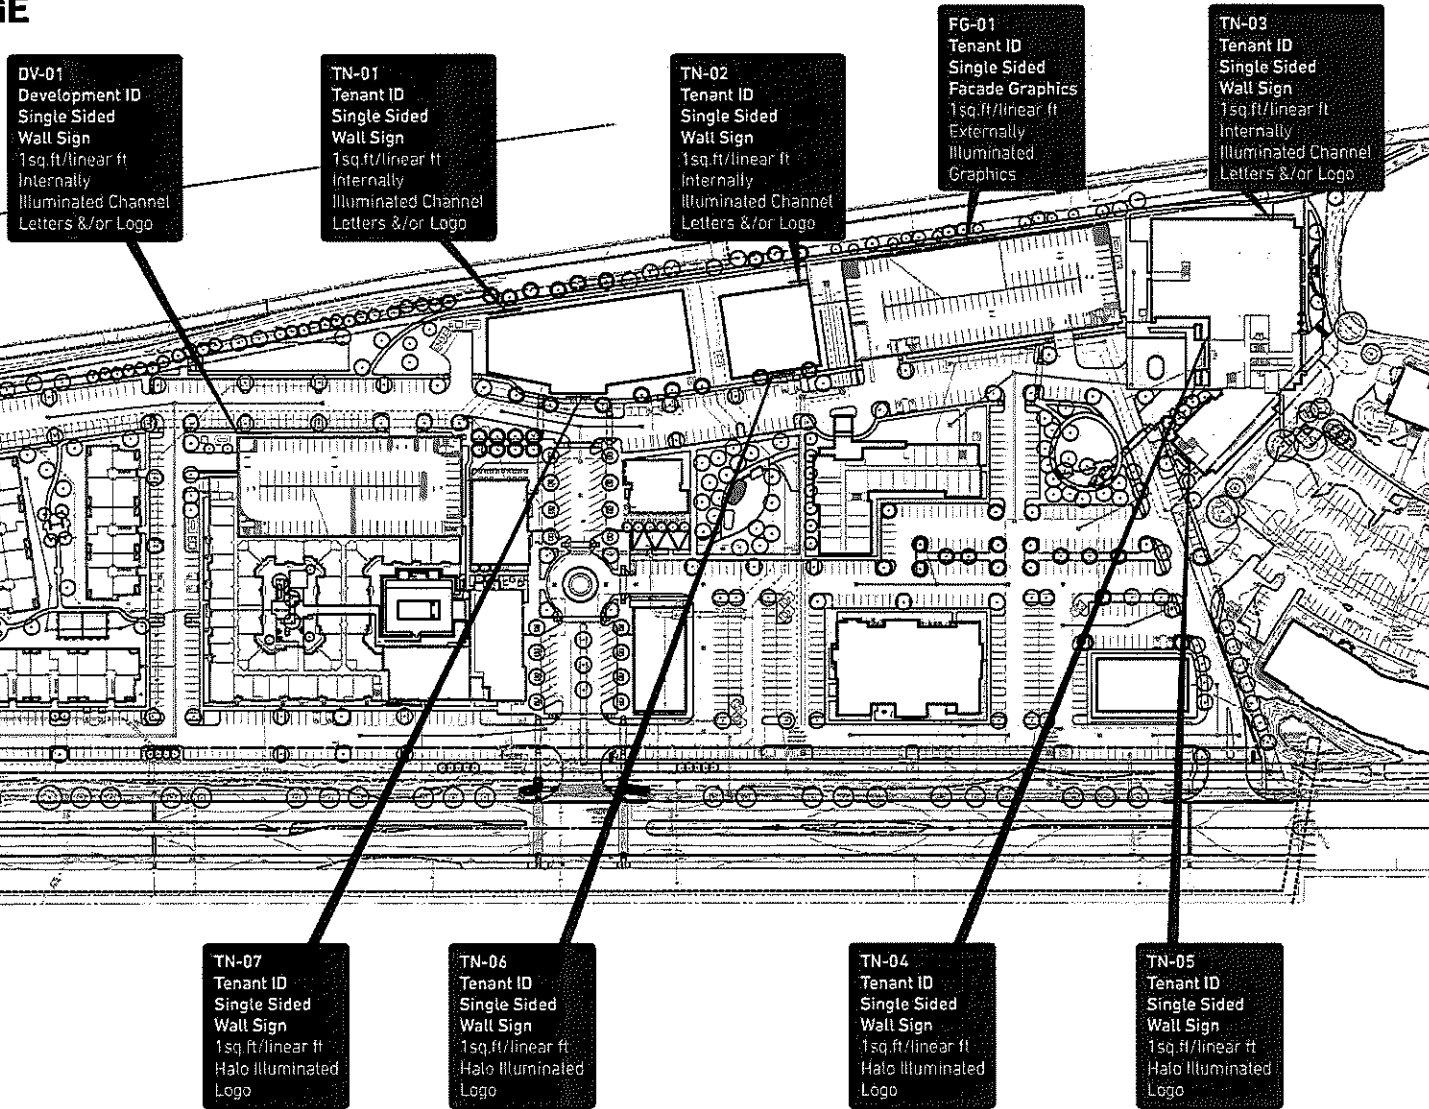 DV-01
Development ID
Single Sided
Wall Sign
1sq.ft/linear ft
Internally
Illuminated Channel
Letters &/or Logo
TN-01
Tenant ID
Single Sided
Wall Sign
1sq.ft/linear ft
Internally
Illuminated Channel
Letters &/or Logo
TN-02
Tenant ID
Single Sided
Wall Sign
1sq.ft/linear ft
Internally
Illuminated Channel
Letters &/or Logo
FG-01
Tenant ID
Single Sided
Facade Graphics
1sq.ft/linear ft
Externally
Illuminated
Graphics
TN-03
Tenant ID
Single Sided
Wall Sign
1sq.ft/linear ft
Internally
Illuminated Channel
Letters &/or Logo
TN-07
Tenant ID
Single Sided
Wall Sign
1sq.ft/linear ft
Halo Illuminated
Logo
TN-06
Tenant ID
Single Sided
Wall Sign
1sq.ft/linear ft
Halo Illuminated
Logo
TN-04
Tenant ID
Single Sided
Wall Sign
1sq.ft/linear ft
Halo Illuminated
Logo
TN-05
Tenant ID
Single Sided
Wall Sign
1sq.ft/linear ft
Halo Illuminated
Logo